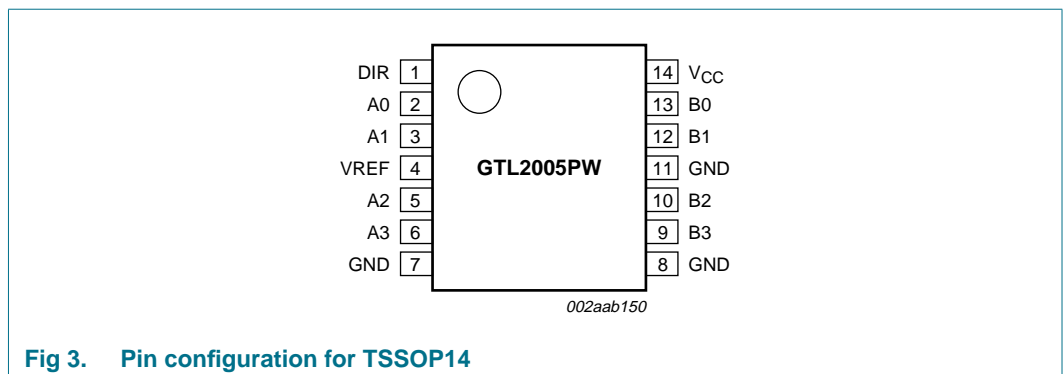 DIR 1 14 VCC
A0 2 13 B0
A1 3 12 B1
VREF 4 GTL2005PW 11 GND
A2 5 10 B2
A3 6 9 B3
GND 7 8 GND
002aab150
Fig 3. Pin configuration for TSSOP14